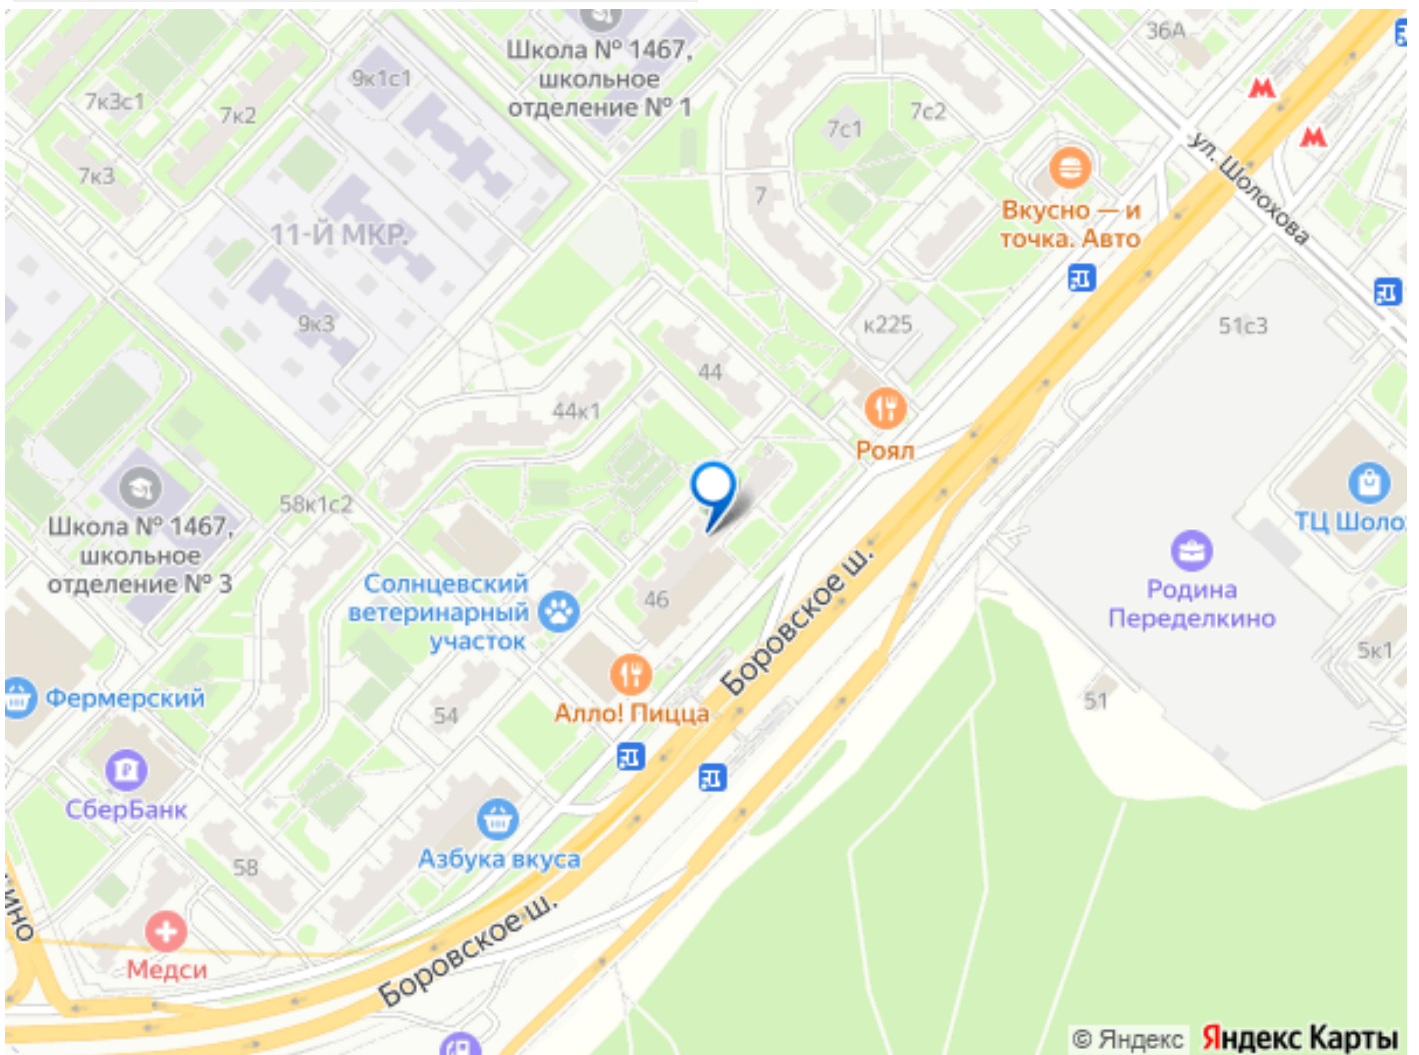 Школа № 1467,
школьное
отделение № 1
36А
9к1с1
7к3с1
7к2
7с2
7с1
7к3
7
ул. Шолохова
Вкусно — и
точка. Авто
11-Й МКР.
9к3
к225
51с3
44
44к1
Роял
58к1с2
Школа № 1467,
школьное
отделение № 3
ТЦ Шоло
Солнцевский
ветеринарный
участок
46
Боровское ш.
Родина
Переделкино
5к1
Фермерский
54
Алло! Пицца
51
СберБанк
Азбука вкуса
58
ино
Медси
Боровское ш.
© Яндекс Яндекс Карты